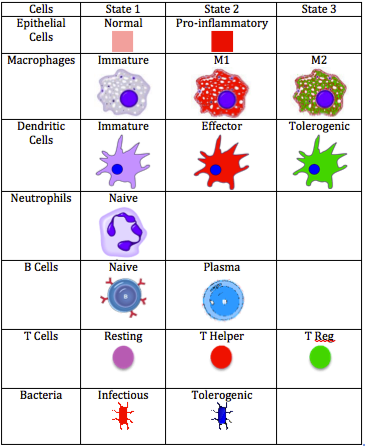 Cells State 1 State 2 State 3
Epithelial Cells Normal Pro-inflammatory
Macrophages Immature M1 M2
Dendritic Cells Immature Effector Tolerogenic
Neutrophils Naive
B Cells Naive Plasma
T Cells Resting T Helper T Reg
Bacteria Infectious Tolerogenic